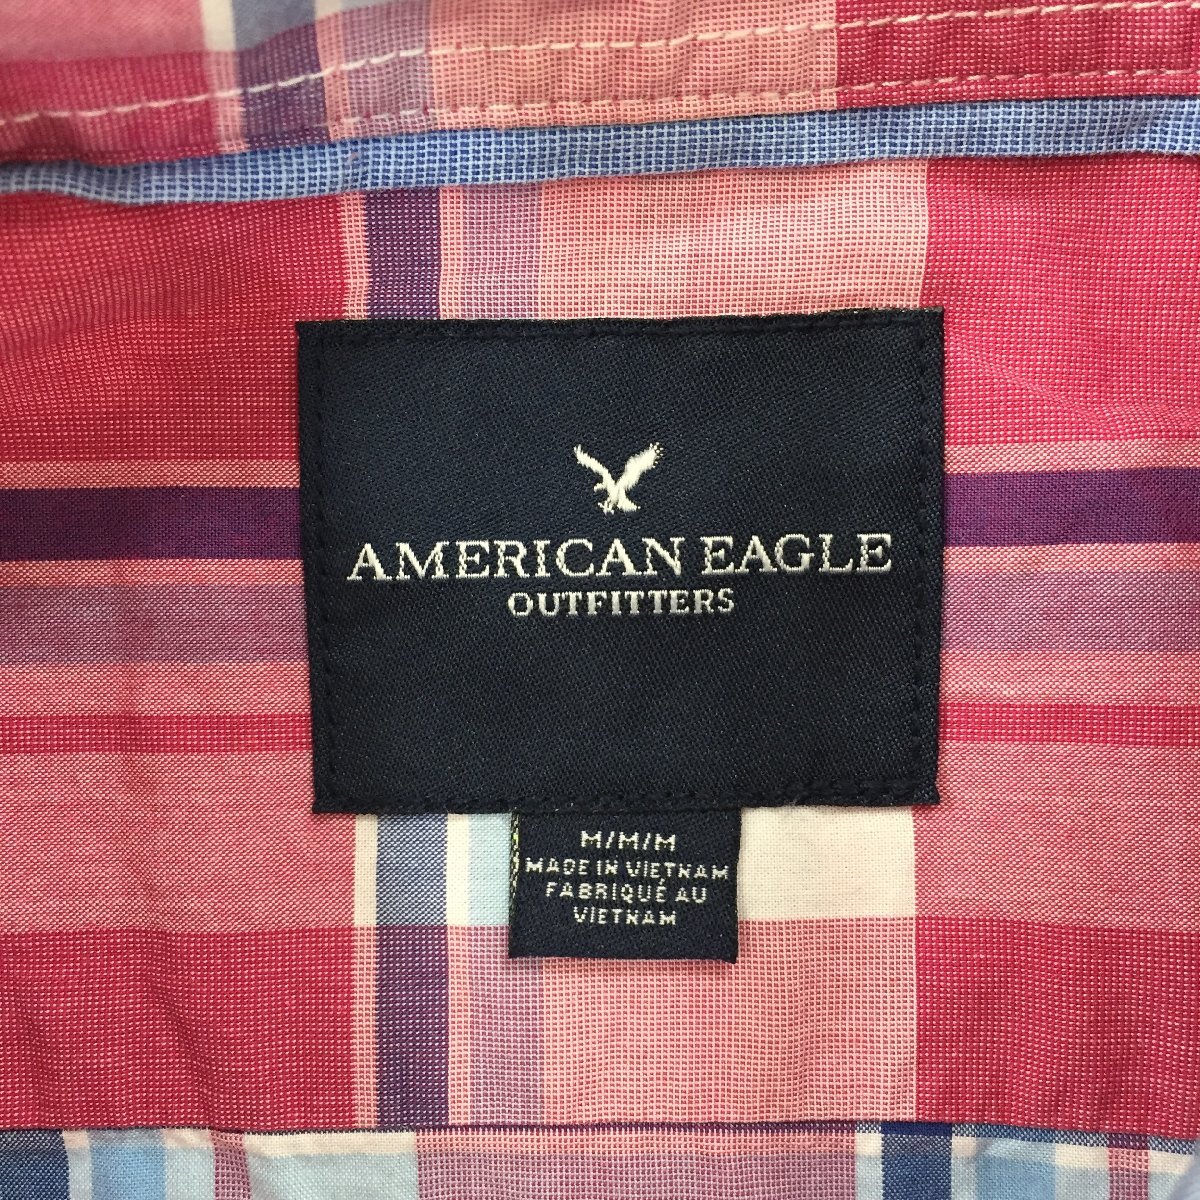 AMERICAN EAGLE
OUTFITTERS
M/M/M
MADE IN VIETNAM
FABRIQUÉ AU
VIETNAM